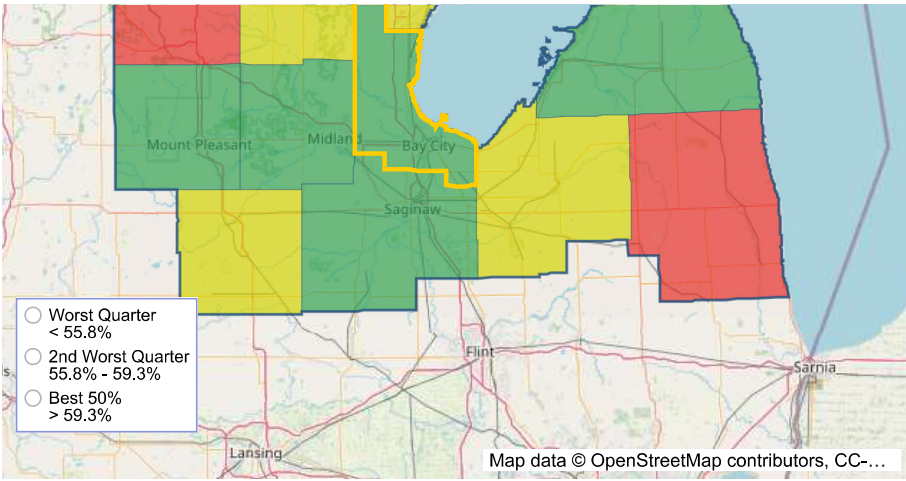 Mount Pleasant
Midland
Bay City
Saginaw
Worst Quarter
< 55.8%
2nd Worst Quarter
55.8% - 59.3%
Best 50%
> 59.3%
Flint
s
Sarnia
Lansing
Map data © OpenStreetMap contributors, CC-…